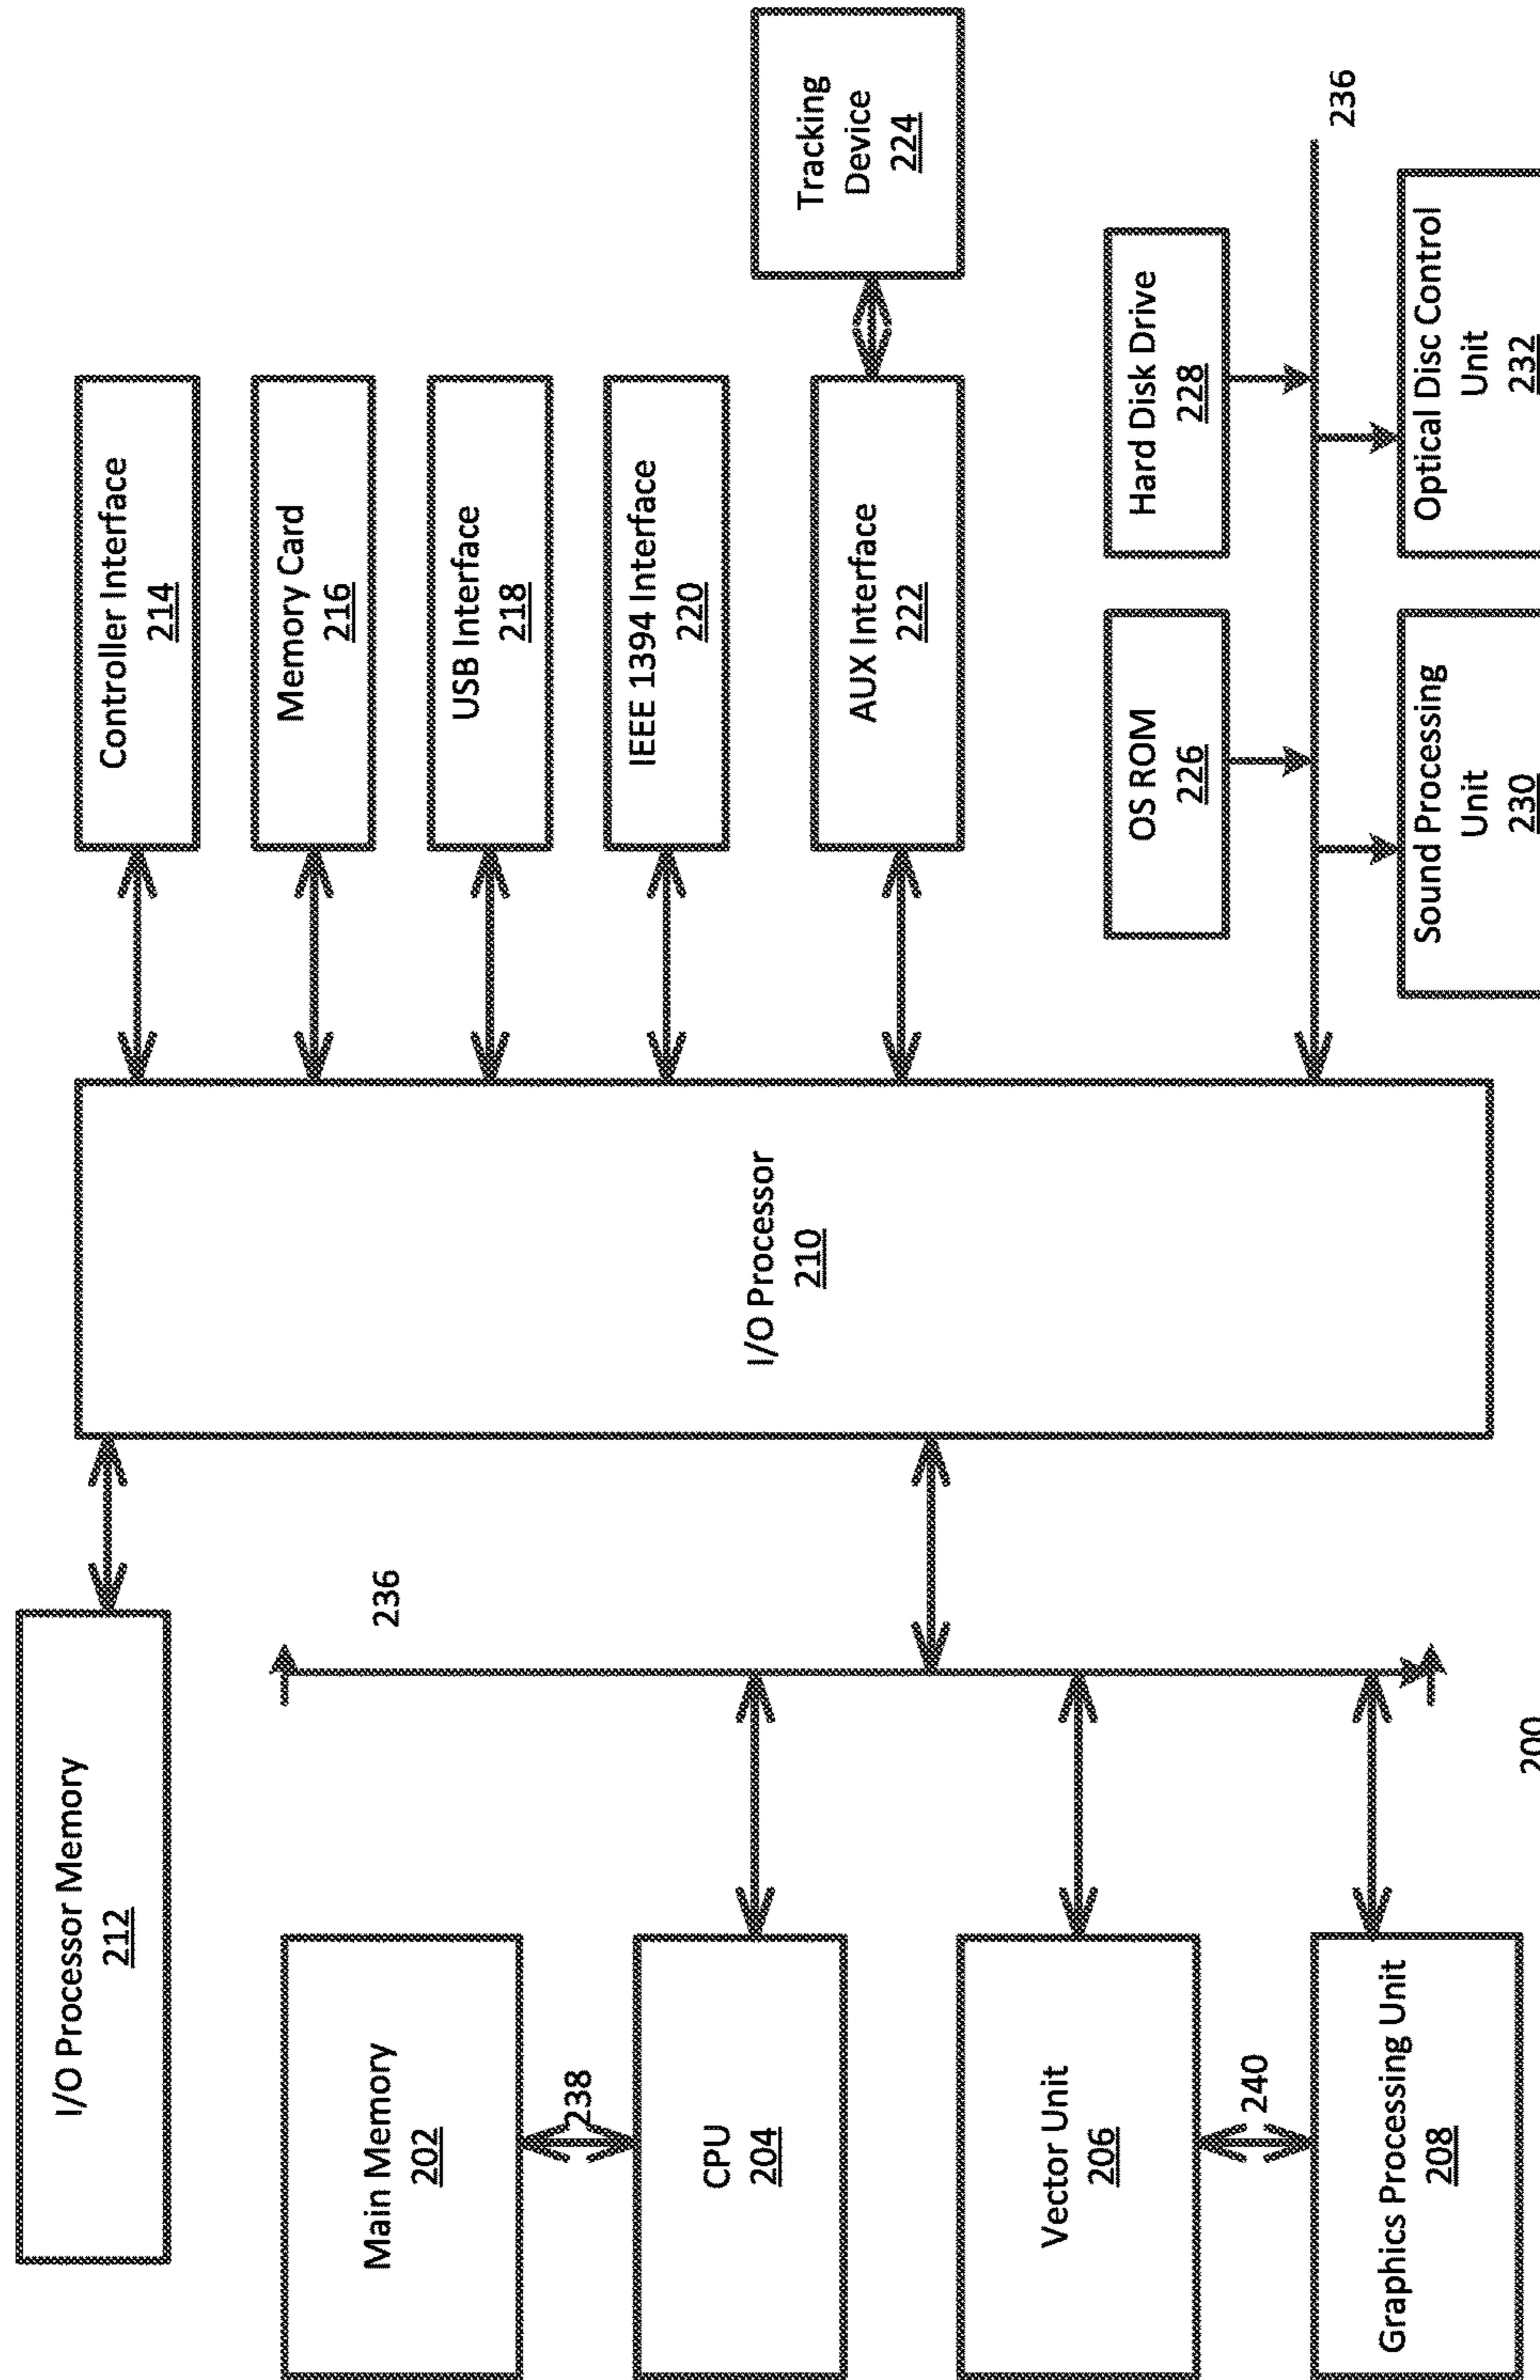 I/O Processor Memory
212
Main Memory
202
238
CPU
204
Vector Unit
206
240
Graphics Processing Unit
208
236
200
I/O Processor
210
Controller Interface
214
Memory Card
216
USB Interface
218
IEEE 1394 Interface
220
AUX Interface
222
Tracking
Device
224
OS ROM
226
Hard Disk Drive
228
236
Sound Processing
Unit
230
Optical Disc Control
Unit
232